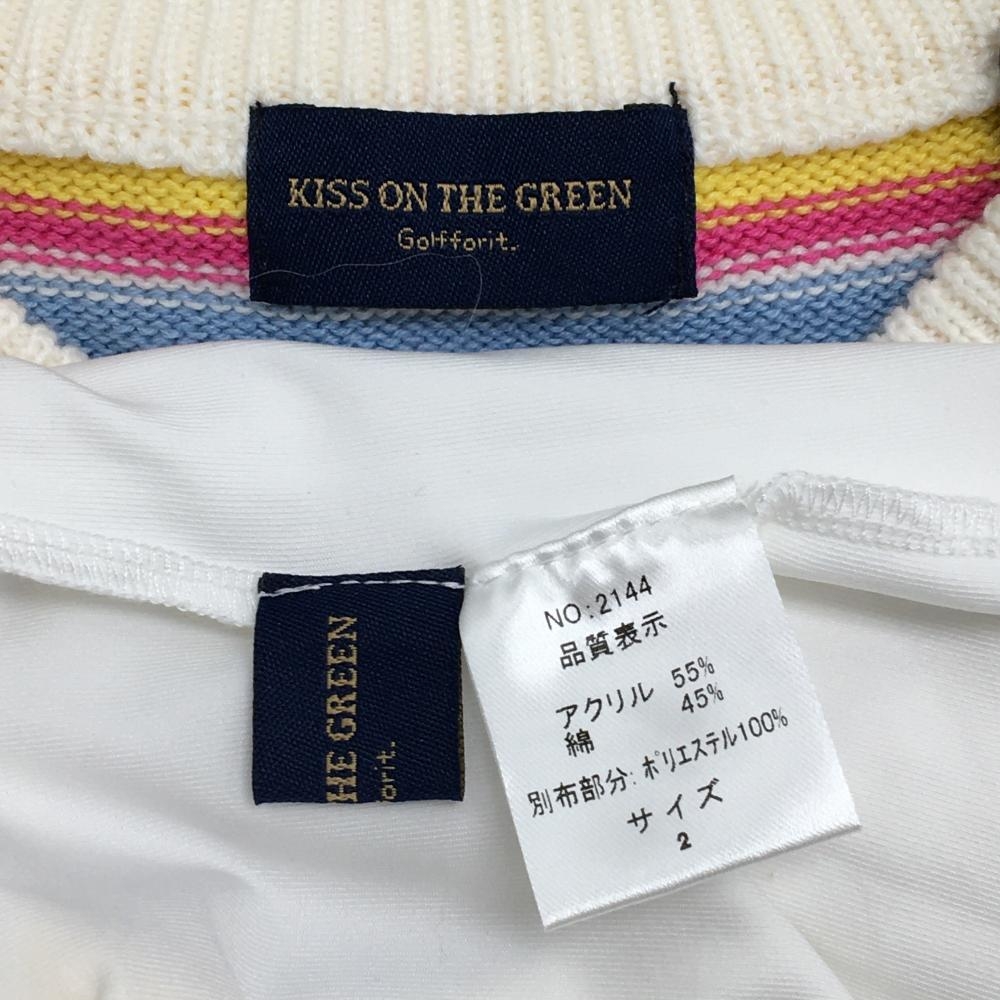 KISS ON THE GREEN
Golfforit.
HE GREEN
orit.
NO:2144
品質表示
アクリル 55%
綿 45%
別布部分:ポリエステル100%
サイズ
2